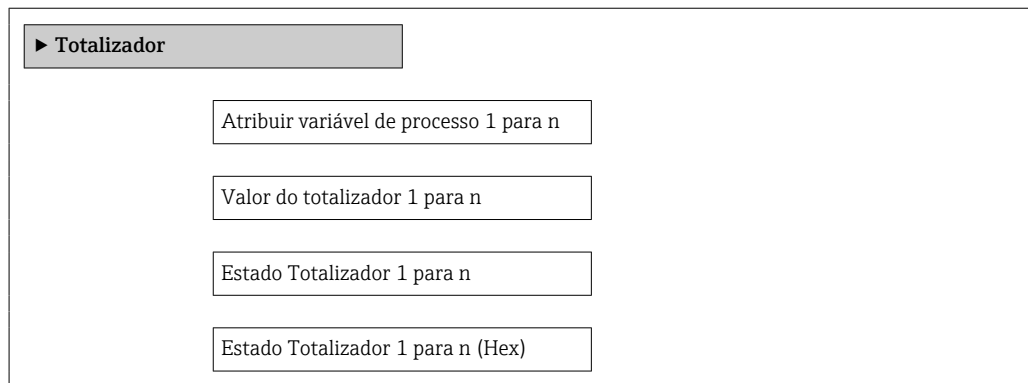 ▶ Totalizador
Atribuir variável de processo 1 para n
Valor do totalizador 1 para n
Estado Totalizador 1 para n
Estado Totalizador 1 para n (Hex)